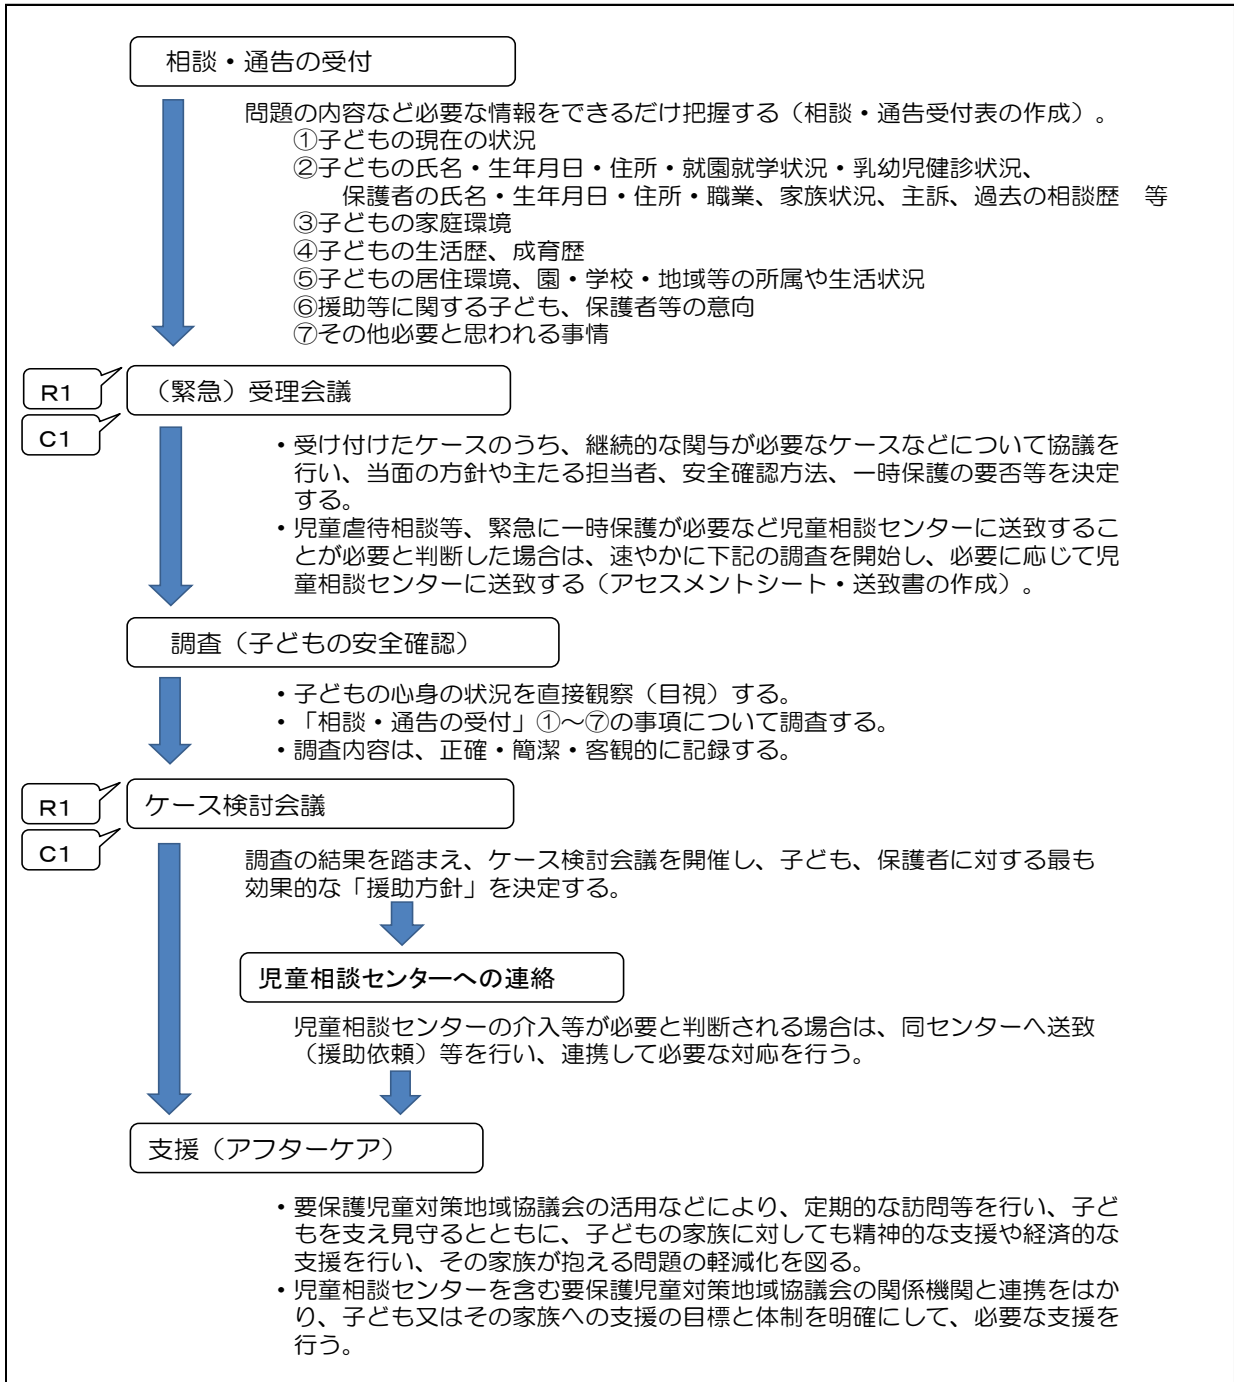 相談・通告の受付
問題の内容など必要な情報をできるだけ把握する（相談・通告受付表の作成）。
①子どもの現在の状況
②子どもの氏名・生年月日・住所・就園就学状況・乳幼児健診状況、
保護者の氏名・生年月日・住所・職業、家族状況、主訴、過去の相談歴　等
③子どもの家庭環境
④子どもの生活歴、成育歴
⑤子どもの居住環境、園・学校・地域等の所属や生活状況
⑥援助等に関する子ども、保護者等の意向
⑦その他必要と思われる事情
R1
（緊急）受理会議
C1
・受け付けたケースのうち、継続的な関与が必要なケースなどについて協議を
行い、当面の方針や主たる担当者、安全確認方法、一時保護の要否等を決定
する。
・児童虐待相談等、緊急に一時保護が必要など児童相談センターに送致するこ
とが必要と判断した場合は、速やかに下記の調査を開始し、必要に応じて児
童相談センターに送致する（アセスメントシート・送致書の作成）。
調査（子どもの安全確認）
・子どもの心身の状況を直接観察（目視）する。
・「相談・通告の受付」①～⑦の事項について調査する。
・調査内容は、正確・簡潔・客観的に記録する。
R1
ケース検討会議
C1
調査の結果を踏まえ、ケース検討会議を開催し、子ども、保護者に対する最も
効果的な「援助方針」を決定する。
児童相談センターへの連絡
児童相談センターの介入等が必要と判断される場合は、同センターへ送致
（援助依頼）等を行い、連携して必要な対応を行う。
支援（アフターケア）
・要保護児童対策地域協議会の活用などにより、定期的な訪問等を行い、子ど
もを支え見守るとともに、子どもの家族に対しても精神的な支援や経済的な
支援を行い、その家族が抱える問題の軽減化を図る。
・児童相談センターを含む要保護児童対策地域協議会の関係機関と連携をはか
り、子ども又はその家族への支援の目標と体制を明確にして、必要な支援を
行う。